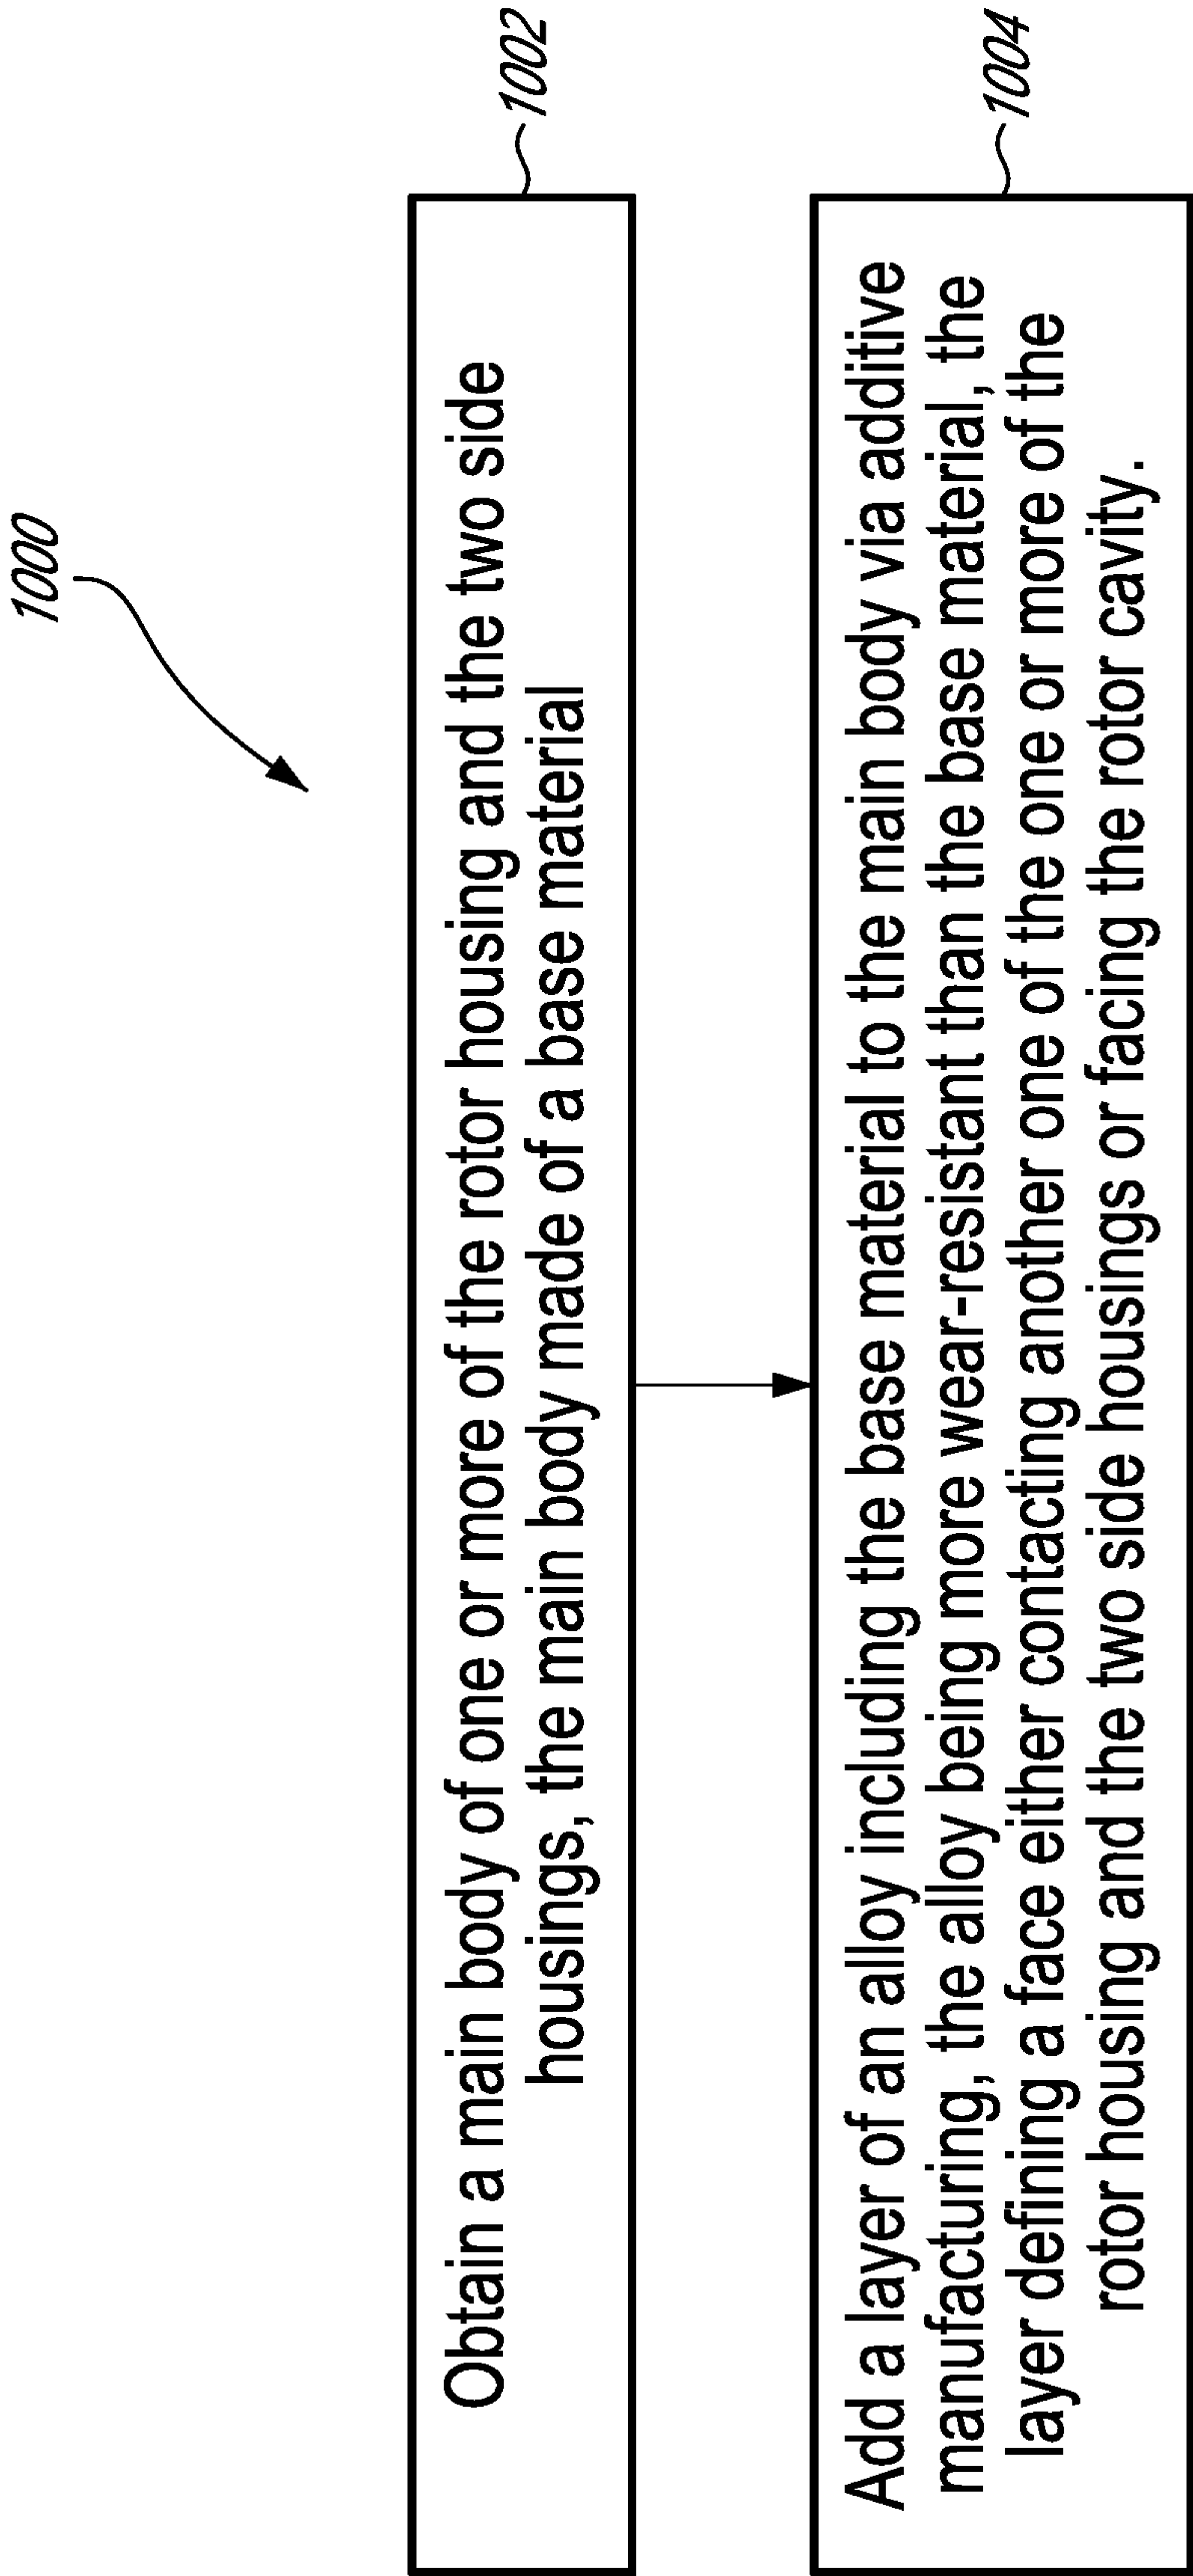 1000
1002
Obtain a main body of one or more of the rotor housing and the two side
housings, the main body made of a base material
1004
Add a layer of an alloy including the base material to the main body via additive
manufacturing, the alloy being more wear-resistant than the base material, the
layer defining a face either contacting another one of the one or more of the
rotor housing and the two side housings or facing the rotor cavity.